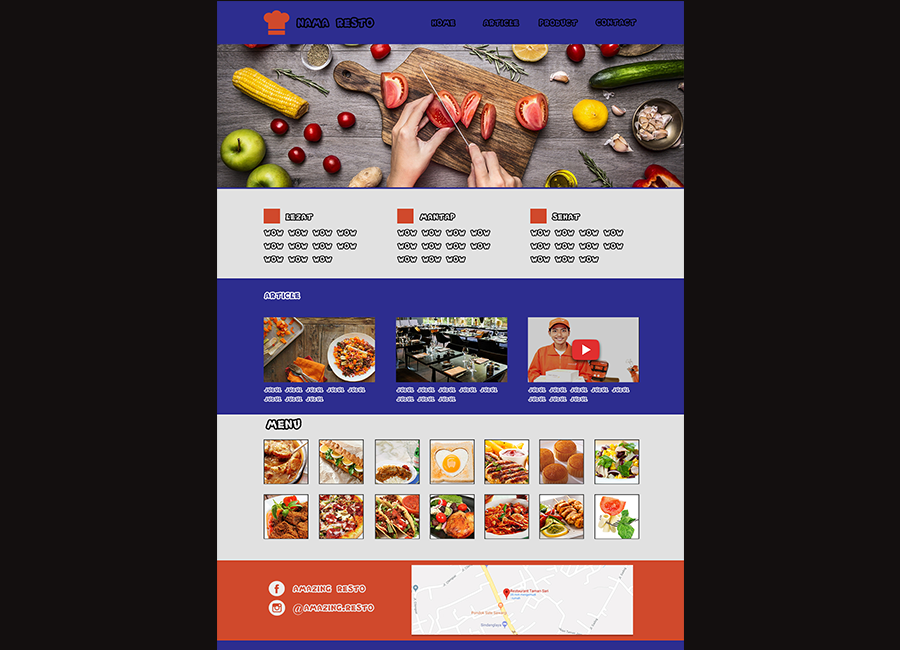 NAMA RESTO
HOME ARTICLE PRODUCT CONTACT
LEZAT
WOW WOW WOW WOW
WOW WOW WOW WOW
WOW WOW WOW
MANTAP
WOW WOW WOW WOW
WOW WOW WOW WOW
WOW WOW WOW
SEHAT
WOW WOW WOW WOW
WOW WOW WOW WOW
WOW WOW WOW
ARTICLE
JUDUL JUDUL JUDUL JUDUL JUDUL
JUDUL JUDUL JUDUL
JUDUL JUDUL JUDUL JUDUL JUDUL
JUDUL JUDUL JUDUL
JUDUL JUDUL JUDUL JUDUL JUDUL
JUDUL JUDUL JUDUL
MENU
AMAZING RESTO
@AMAZING.RESTO
Restaurant Taman Sari